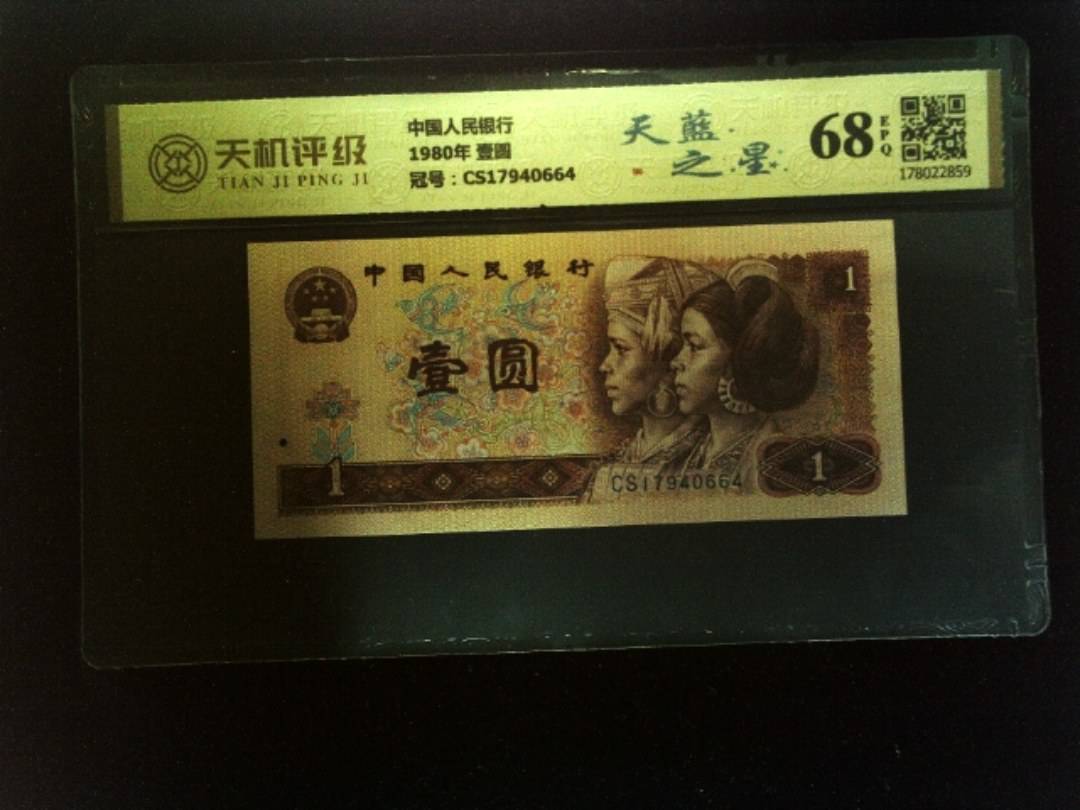 天机评级
TIAN JI PING JI
中国人民银行
1980年 壹圆
冠号：CS17940664
天藍
之星
68
EPQ
178022859
中国人民银行
1
壹圆
1
CS17940664
1